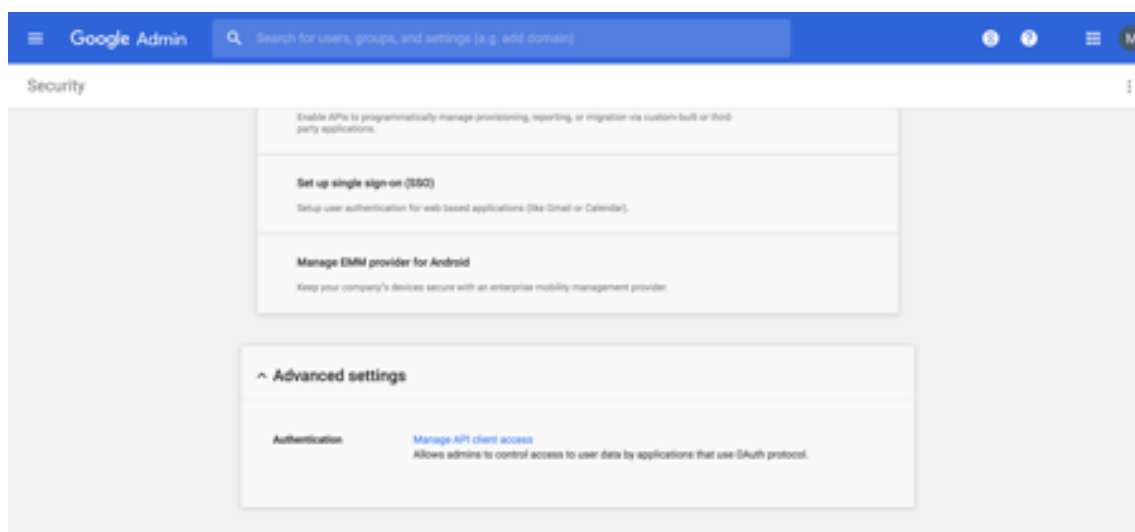 Google Admin
Search for users, groups, and settings (e.g. add domain)
M
Security
Enable APIs to programmatically manage provisioning, reporting, or migration via custom-built or third-
party applications.
Set up single sign-on (SSO)
Setup user authentication for web based applications (like Gmail or Calendar).
Manage EMM provider for Android
Keep your company's devices secure with an enterprise mobility management provider.
Advanced settings
Authentication
Manage API client access
Allows admins to control access to user data by applications that use OAuth protocol.